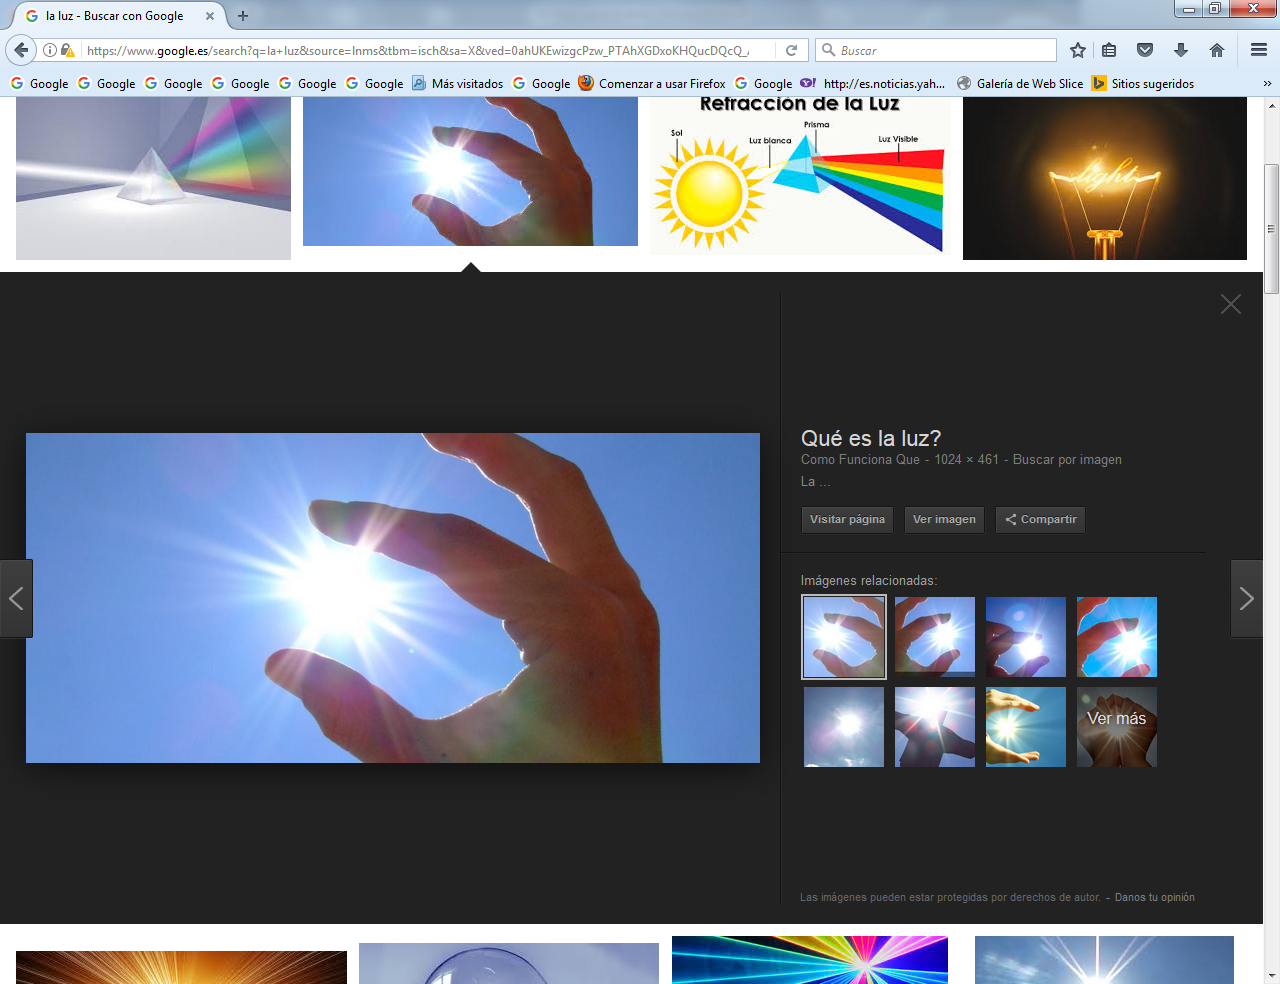 la luz - Buscar con Google
https://www.google.es/search?q=la+luz&source=lnms&tbm=isch&sa=X&ved=0ahUKEwizgcPzw_PTAhXGDxoKHQucDQcQ_
Buscar
Google Google Google Google Google Google Más visitados Google Comenzar a usar Firefox Google http://es.noticias.yah... Galería de Web Slice Sitios sugeridos
Refracción de la Luz
Sol
Prisma
Luz blanca
Luz Visible
light
Qué es la luz?
Como Funciona Que - 1024 × 461 - Buscar por imagen
La ...
Visitar página Ver imagen Compartir
Imágenes relacionadas:
Ver más
Las imágenes pueden estar protegidas por derechos de autor. - Danos tu opinión